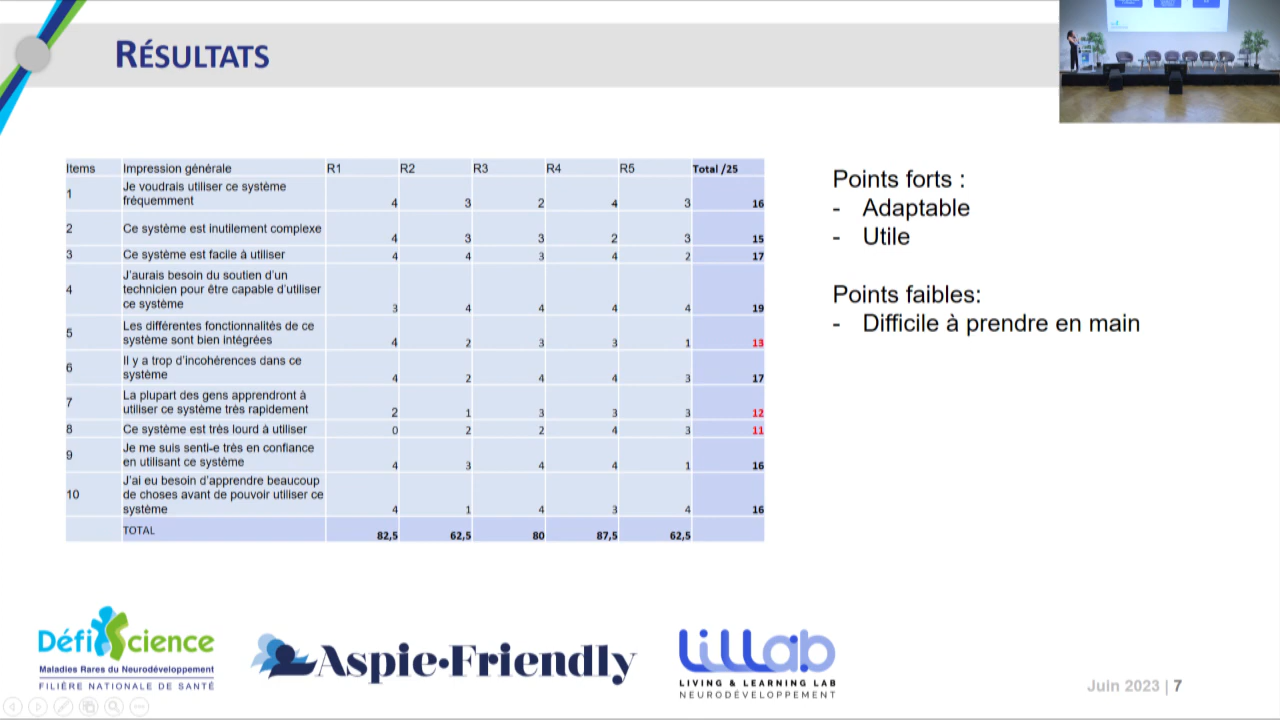 RÉSULTATS
Items Impression générale R1 R2 R3 R4 R5 Total /25
1 Je voudrais utiliser ce système fréquemment 4 3 2 4 3 16
2 Ce système est inutilement complexe 4 3 3 2 3 15
3 Ce système est facile à utiliser 4 4 3 4 2 17
4 J'aurais besoin du soutien d'un technicien pour être capable d'utiliser ce système 3 4 4 4 4 19
5 Les différentes fonctionnalités de ce système sont bien intégrées 4 2 3 3 1 13
6 Il y a trop d'incohérences dans ce système 4 2 4 4 3 17
7 La plupart des gens apprendront à utiliser ce système très rapidement 2 1 3 3 3 12
8 Ce système est très lourd à utiliser 0 2 2 4 3 11
9 Je me suis senti-e très en confiance en utilisant ce système 4 3 4 4 1 16
10 J'ai eu besoin d'apprendre beaucoup de choses avant de pouvoir utiliser ce système 4 1 4 3 4 16
TOTAL 82,5 62,5 80 87,5 62,5
Points forts :
- Adaptable
- Utile
Points faibles:
- Difficile à prendre en main
DéfiScience
Maladies Rares du Neurodéveloppement
FILIÈRE NATIONALE DE SANTÉ
Aspie•Friendly
LiLLab
LIVING & LEARNING LAB
NEURODÉVELOPPEMENT
Juin 2023 | 7